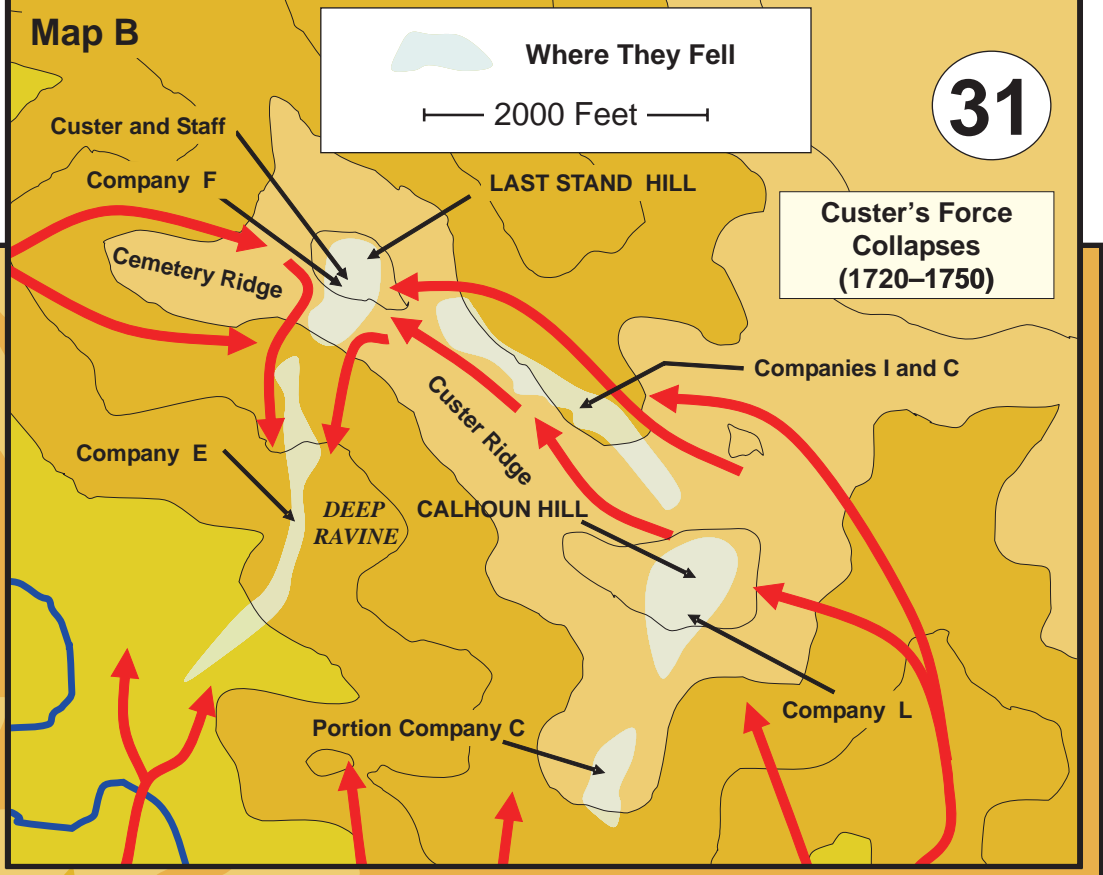 Map B
Where They Fell
2000 Feet
31
Custer and Staff
Company F
LAST STAND HILL
Custer's Force
Collapses
(1720–1750)
Cemetery Ridge
Companies I and C
Custer Ridge
Company E
DEEP
RAVINE
CALHOUN HILL
Company L
Portion Company C